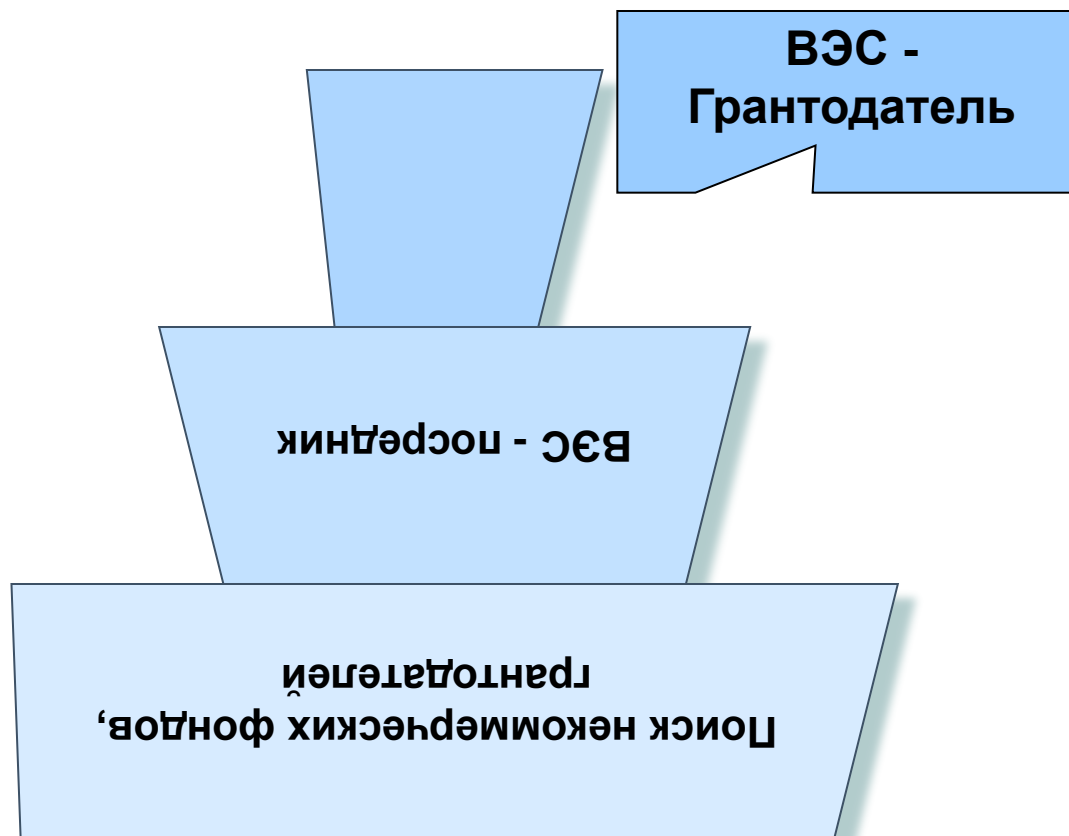 ВЭС -
Грантодатель
ВЭС - посредник
Поиск некоммерческих фондов,
грантодателей